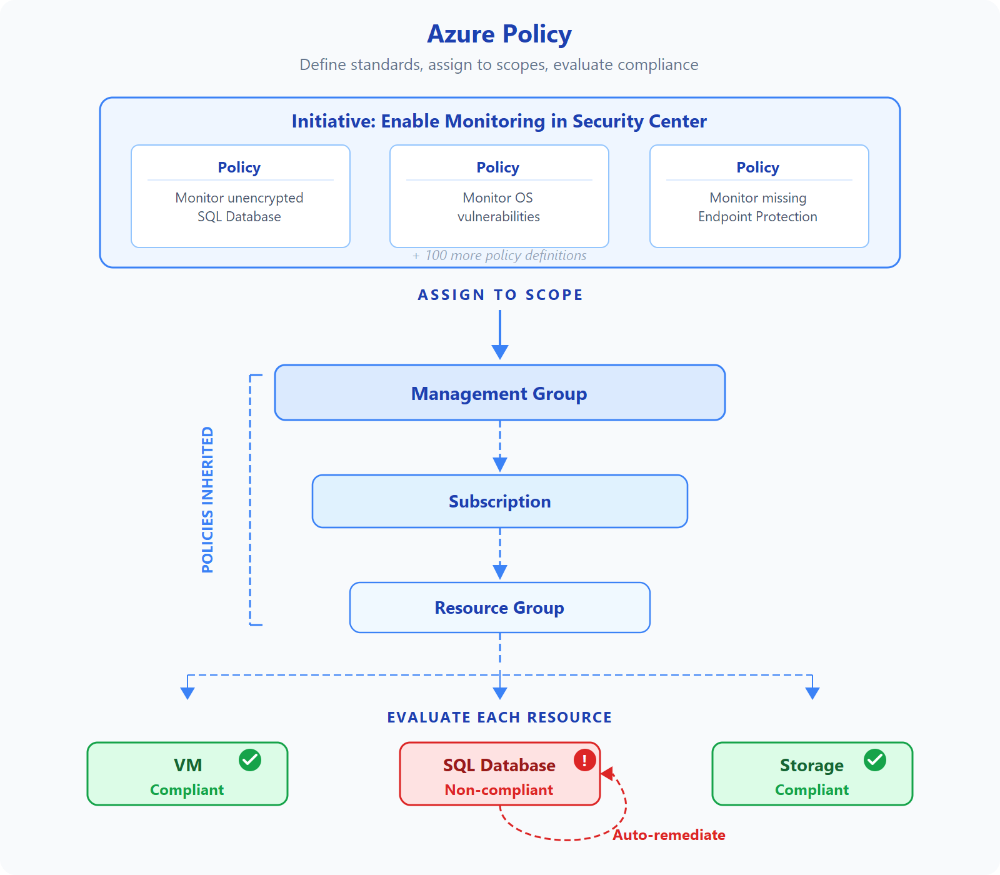 Azure Policy
Define standards, assign to scopes, evaluate compliance
Initiative: Enable Monitoring in Security Center
Policy
Monitor unencrypted
SQL Database
Policy
Monitor OS
vulnerabilities
Policy
Monitor missing
Endpoint Protection
+ 100 more policy definitions
ASSIGN TO SCOPE
Management Group
POLICIES INHERITED
Subscription
Resource Group
EVALUATE EACH RESOURCE
VM
Compliant
SQL Database
!
Non-compliant
Storage
Compliant
Auto-remediate